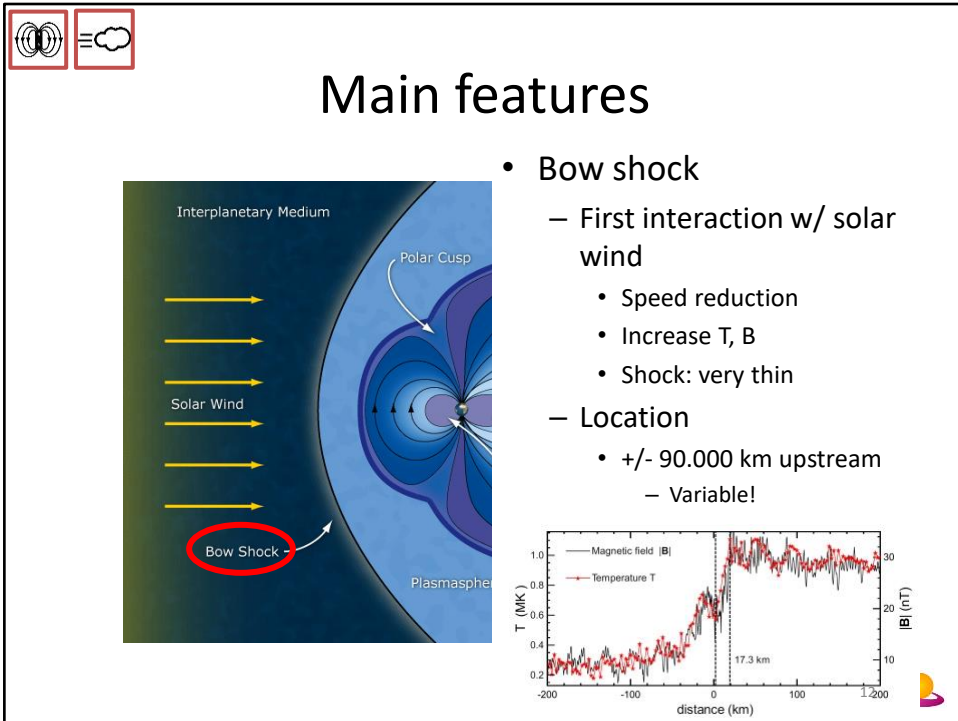 Main features
Interplanetary Medium
Polar Cusp
Solar Wind
Bow Shock
Plasmasphe
• Bow shock
– First interaction w/ solar
wind
• Speed reduction
• Increase T, B
• Shock: very thin
– Location
• +/- 90.000 km upstream
– Variable!
Magnetic field |B|
Temperature T
T (MK)
1.0
0.8
0.6
0.4
0.2
|B| (nT)
30
20
10
17.3 km
-200 -100 0 100 200
distance (km)
12